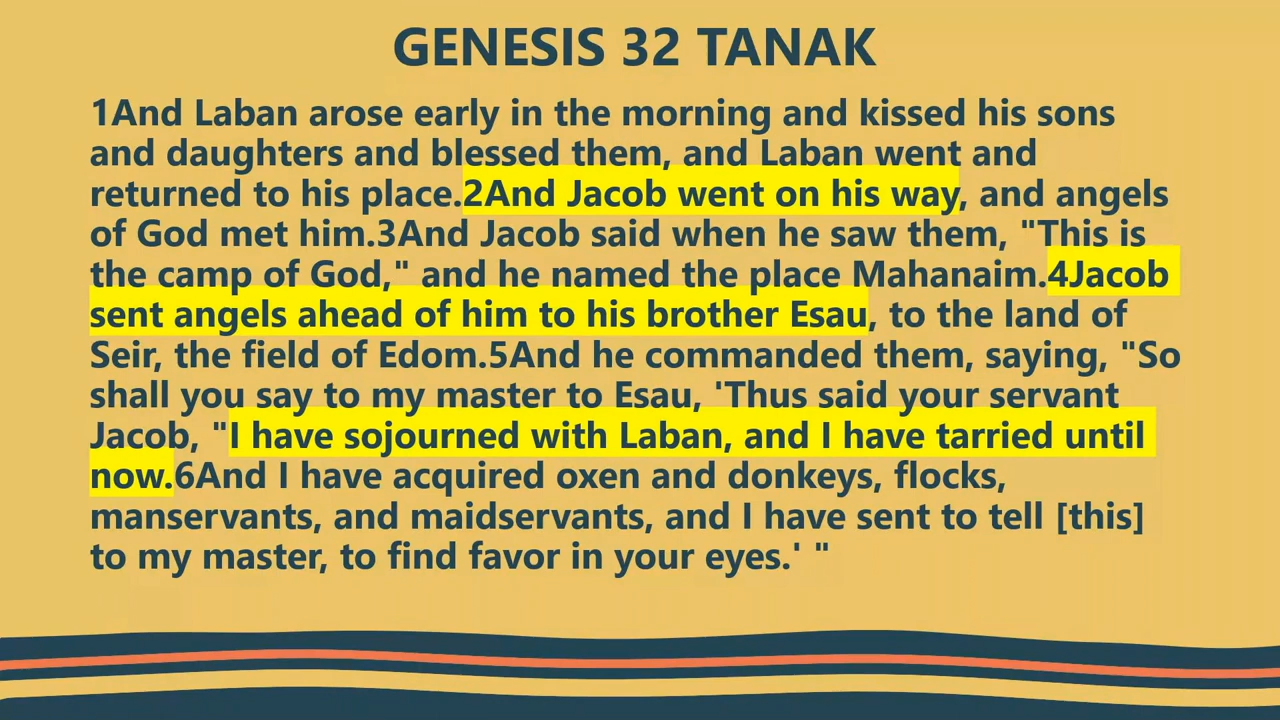 GENESIS 32 TANAK
1And Laban arose early in the morning and kissed his sons
and daughters and blessed them, and Laban went and
returned to his place.2And Jacob went on his way, and angels
of God met him.3And Jacob said when he saw them, "This is
the camp of God," and he named the place Mahanaim.4Jacob
sent angels ahead of him to his brother Esau, to the land of
Seir, the field of Edom.5And he commanded them, saying, "So
shall you say to my master to Esau, 'Thus said your servant
Jacob, "I have sojourned with Laban, and I have tarried until
now.6And I have acquired oxen and donkeys, flocks,
manservants, and maidservants, and I have sent to tell [this]
to my master, to find favor in your eyes.' "